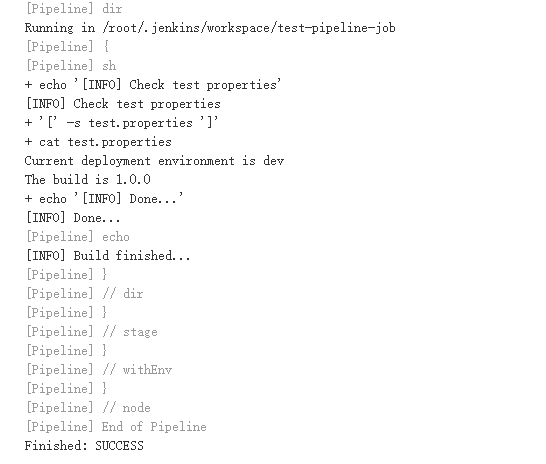 [Pipeline] dir
Running in /root/.jenkins/workspace/test-pipeline-job
[Pipeline] {
[Pipeline] sh
+ echo '[INFO] Check test properties'
[INFO] Check test properties
+ '[' -s test.properties ']'
+ cat test.properties
Current deployment environment is dev
The build is 1.0.0
+ echo '[INFO] Done...'
[INFO] Done...
[Pipeline] echo
[INFO] Build finished...
[Pipeline] }
[Pipeline] // dir
[Pipeline] }
[Pipeline] // stage
[Pipeline] }
[Pipeline] // withEnv
[Pipeline] }
[Pipeline] // node
[Pipeline] End of Pipeline
Finished: SUCCESS